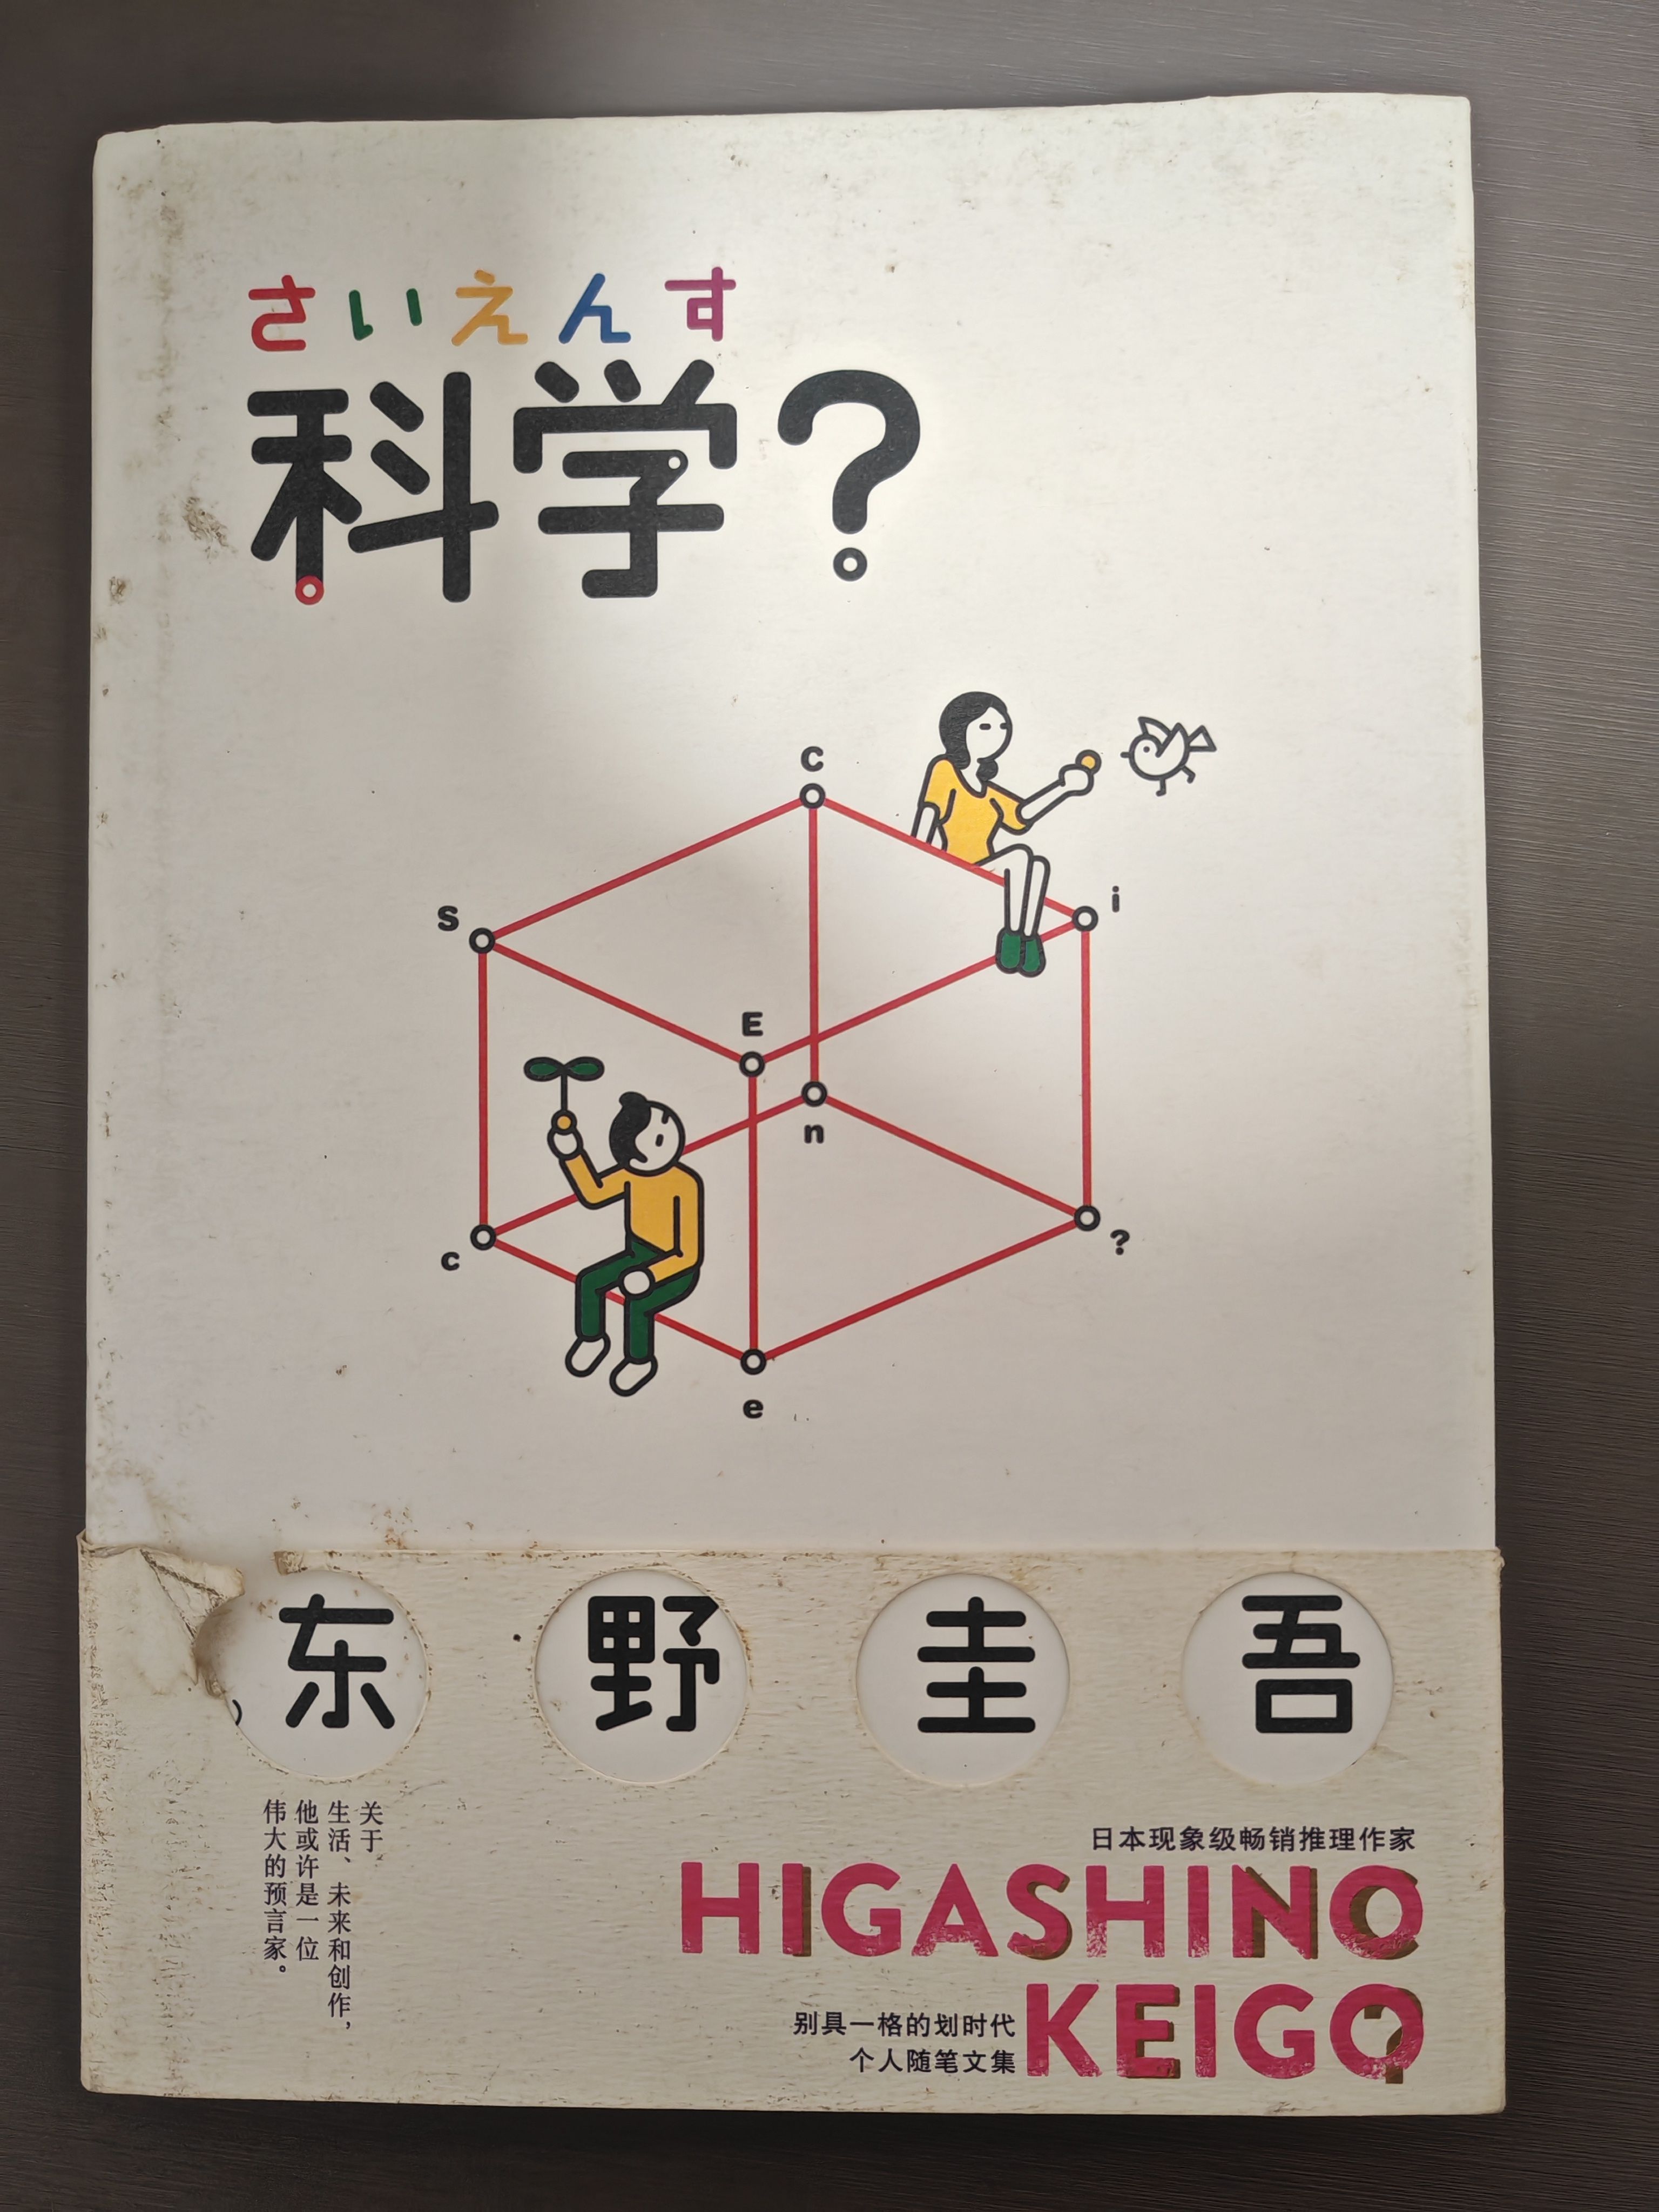 さいえんす
科学?
C
S
i
E
n
c
?
e
东野圭吾
关于
生活、未来和创作，
他或许是一位
伟大的预言家。
日本现象级畅销推理作家
HIGASHINO
KEIGO
别具一格的划时代
个人随笔文集